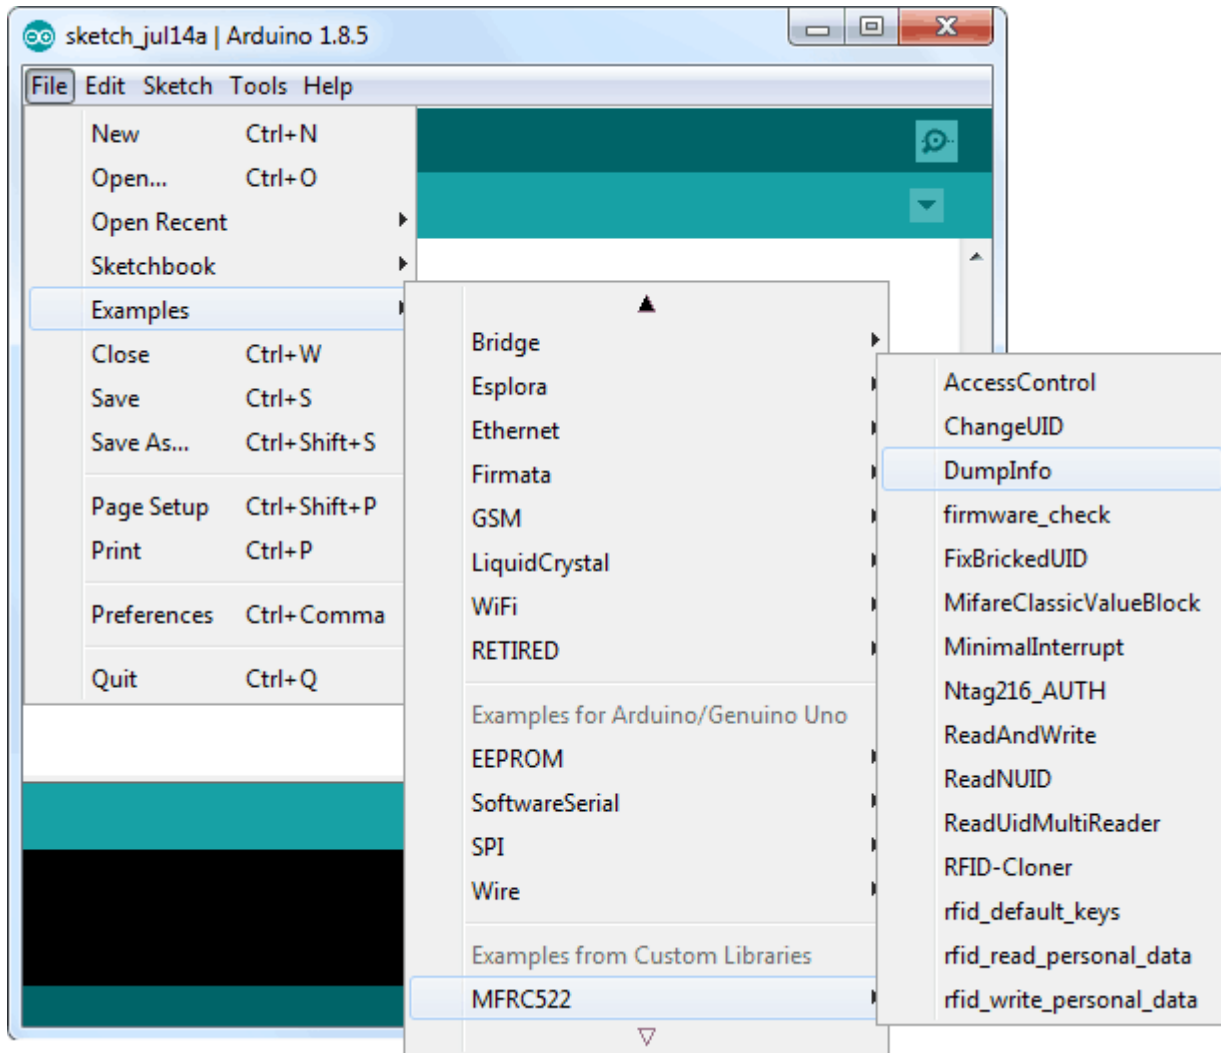 sketch_jul14a | Arduino 1.8.5
File Edit Sketch Tools Help
New Ctrl+N
Open... Ctrl+O
Open Recent
Sketchbook
Examples
Close Ctrl+W
Save Ctrl+S
Save As... Ctrl+Shift+S
Page Setup Ctrl+Shift+P
Print Ctrl+P
Preferences Ctrl+Comma
Quit Ctrl+Q
Bridge
Esplora
Ethernet
Firmata
GSM
LiquidCrystal
WiFi
RETIRED
Examples for Arduino/Genuino Uno
EEPROM
SoftwareSerial
SPI
Wire
Examples from Custom Libraries
MFRC522
AccessControl
ChangeUID
DumpInfo
firmware_check
FixBrickedUID
MifareClassicValueBlock
MinimalInterrupt
Ntag216_AUTH
ReadAndWrite
ReadNUID
ReadUidMultiReader
RFID-Cloner
rfid_default_keys
rfid_read_personal_data
rfid_write_personal_data